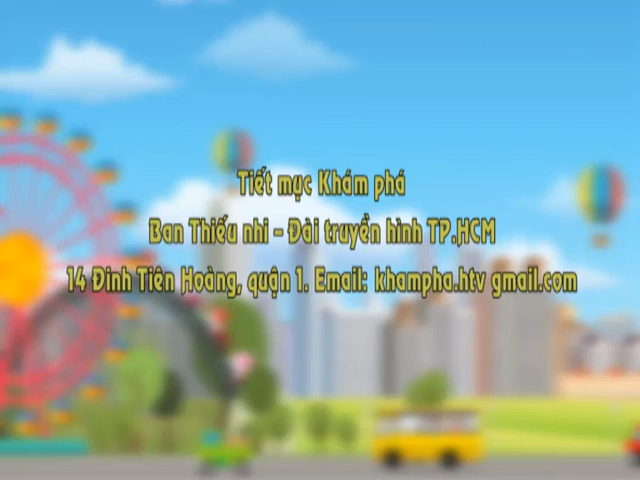 Tiết mục Khám phá
Ban Thiếu nhi - Đài truyền hình TP.HCM
14 Đinh Tiên Hoàng, quận 1. Email: khampha.htv gmail.com